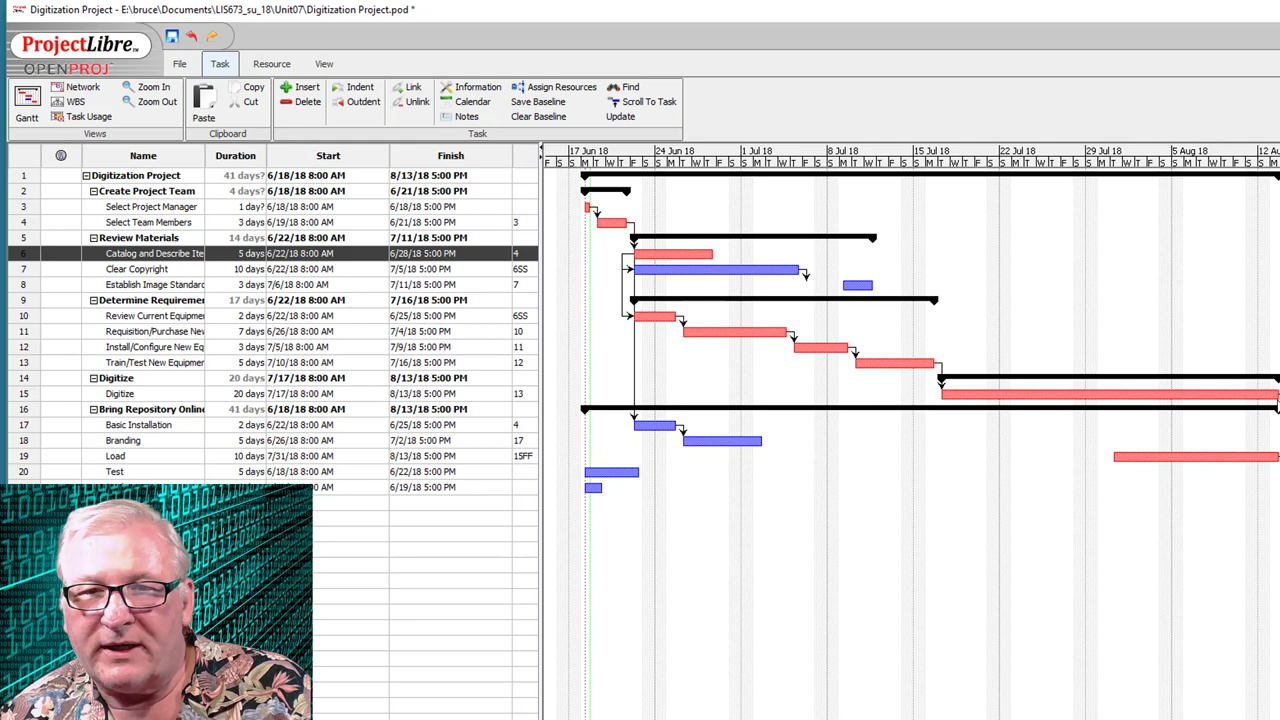 Digitization Project - E:\bruce\Documents\LIS673_su_18\Unit07\Digitization Project.pod *
ProjectLibre™
OPENPROJ
File Task Resource View
Network Zoom In Copy Insert Indent Link Information Assign Resources Find
Gantt WBS Zoom Out Paste Cut Delete Outdent Unlink Calendar Save Baseline Scroll To Task
Task Usage Notes Clear Baseline Update
Views Clipboard Task
Name Duration Start Finish
17 Jun 18 24 Jun 18 1 Jul 18 8 Jul 18 15 Jul 18 22 Jul 18 29 Jul 18 5 Aug 18 12 Au
F S S M T W T F S S M T W T F S S M T W T F S S M T W T F S S M T W T F S S M T W T F S S M T W T F S S M T W T F S S M
1 Digitization Project 41 days? 6/18/18 8:00 AM 8/13/18 5:00 PM
2 Create Project Team 4 days? 6/18/18 8:00 AM 6/21/18 5:00 PM
3 Select Project Manager 1 day? 6/18/18 8:00 AM 6/18/18 5:00 PM
4 Select Team Members 3 days 6/19/18 8:00 AM 6/21/18 5:00 PM 3
5 Review Materials 14 days 6/22/18 8:00 AM 7/11/18 5:00 PM
6 Catalog and Describe Ite 5 days 6/22/18 8:00 AM 6/28/18 5:00 PM 4
7 Clear Copyright 10 days 6/22/18 8:00 AM 7/5/18 5:00 PM 6SS
8 Establish Image Standard 3 days 7/6/18 8:00 AM 7/11/18 5:00 PM 7
9 Determine Requiremen 17 days 6/22/18 8:00 AM 7/16/18 5:00 PM
10 Review Current Equipme 2 days 6/22/18 8:00 AM 6/25/18 5:00 PM 6SS
11 Requisition/Purchase New 7 days 6/26/18 8:00 AM 7/4/18 5:00 PM 10
12 Install/Configure New Eq 3 days 7/5/18 8:00 AM 7/9/18 5:00 PM 11
13 Train/Test New Equipmen 5 days 7/10/18 8:00 AM 7/16/18 5:00 PM 12
14 Digitize 20 days 7/17/18 8:00 AM 8/13/18 5:00 PM
15 Digitize 20 days 7/17/18 8:00 AM 8/13/18 5:00 PM 13
16 Bring Repository Online 41 days 6/18/18 8:00 AM 8/13/18 5:00 PM
17 Basic Installation 2 days 6/22/18 8:00 AM 6/25/18 5:00 PM 4
18 Branding 5 days 6/26/18 8:00 AM 7/2/18 5:00 PM 17
19 Load 10 days 7/31/18 8:00 AM 8/13/18 5:00 PM 15FF
20 Test 5 days 6/18/18 8:00 AM 6/22/18 5:00 PM
6/19/18 5:00 PM